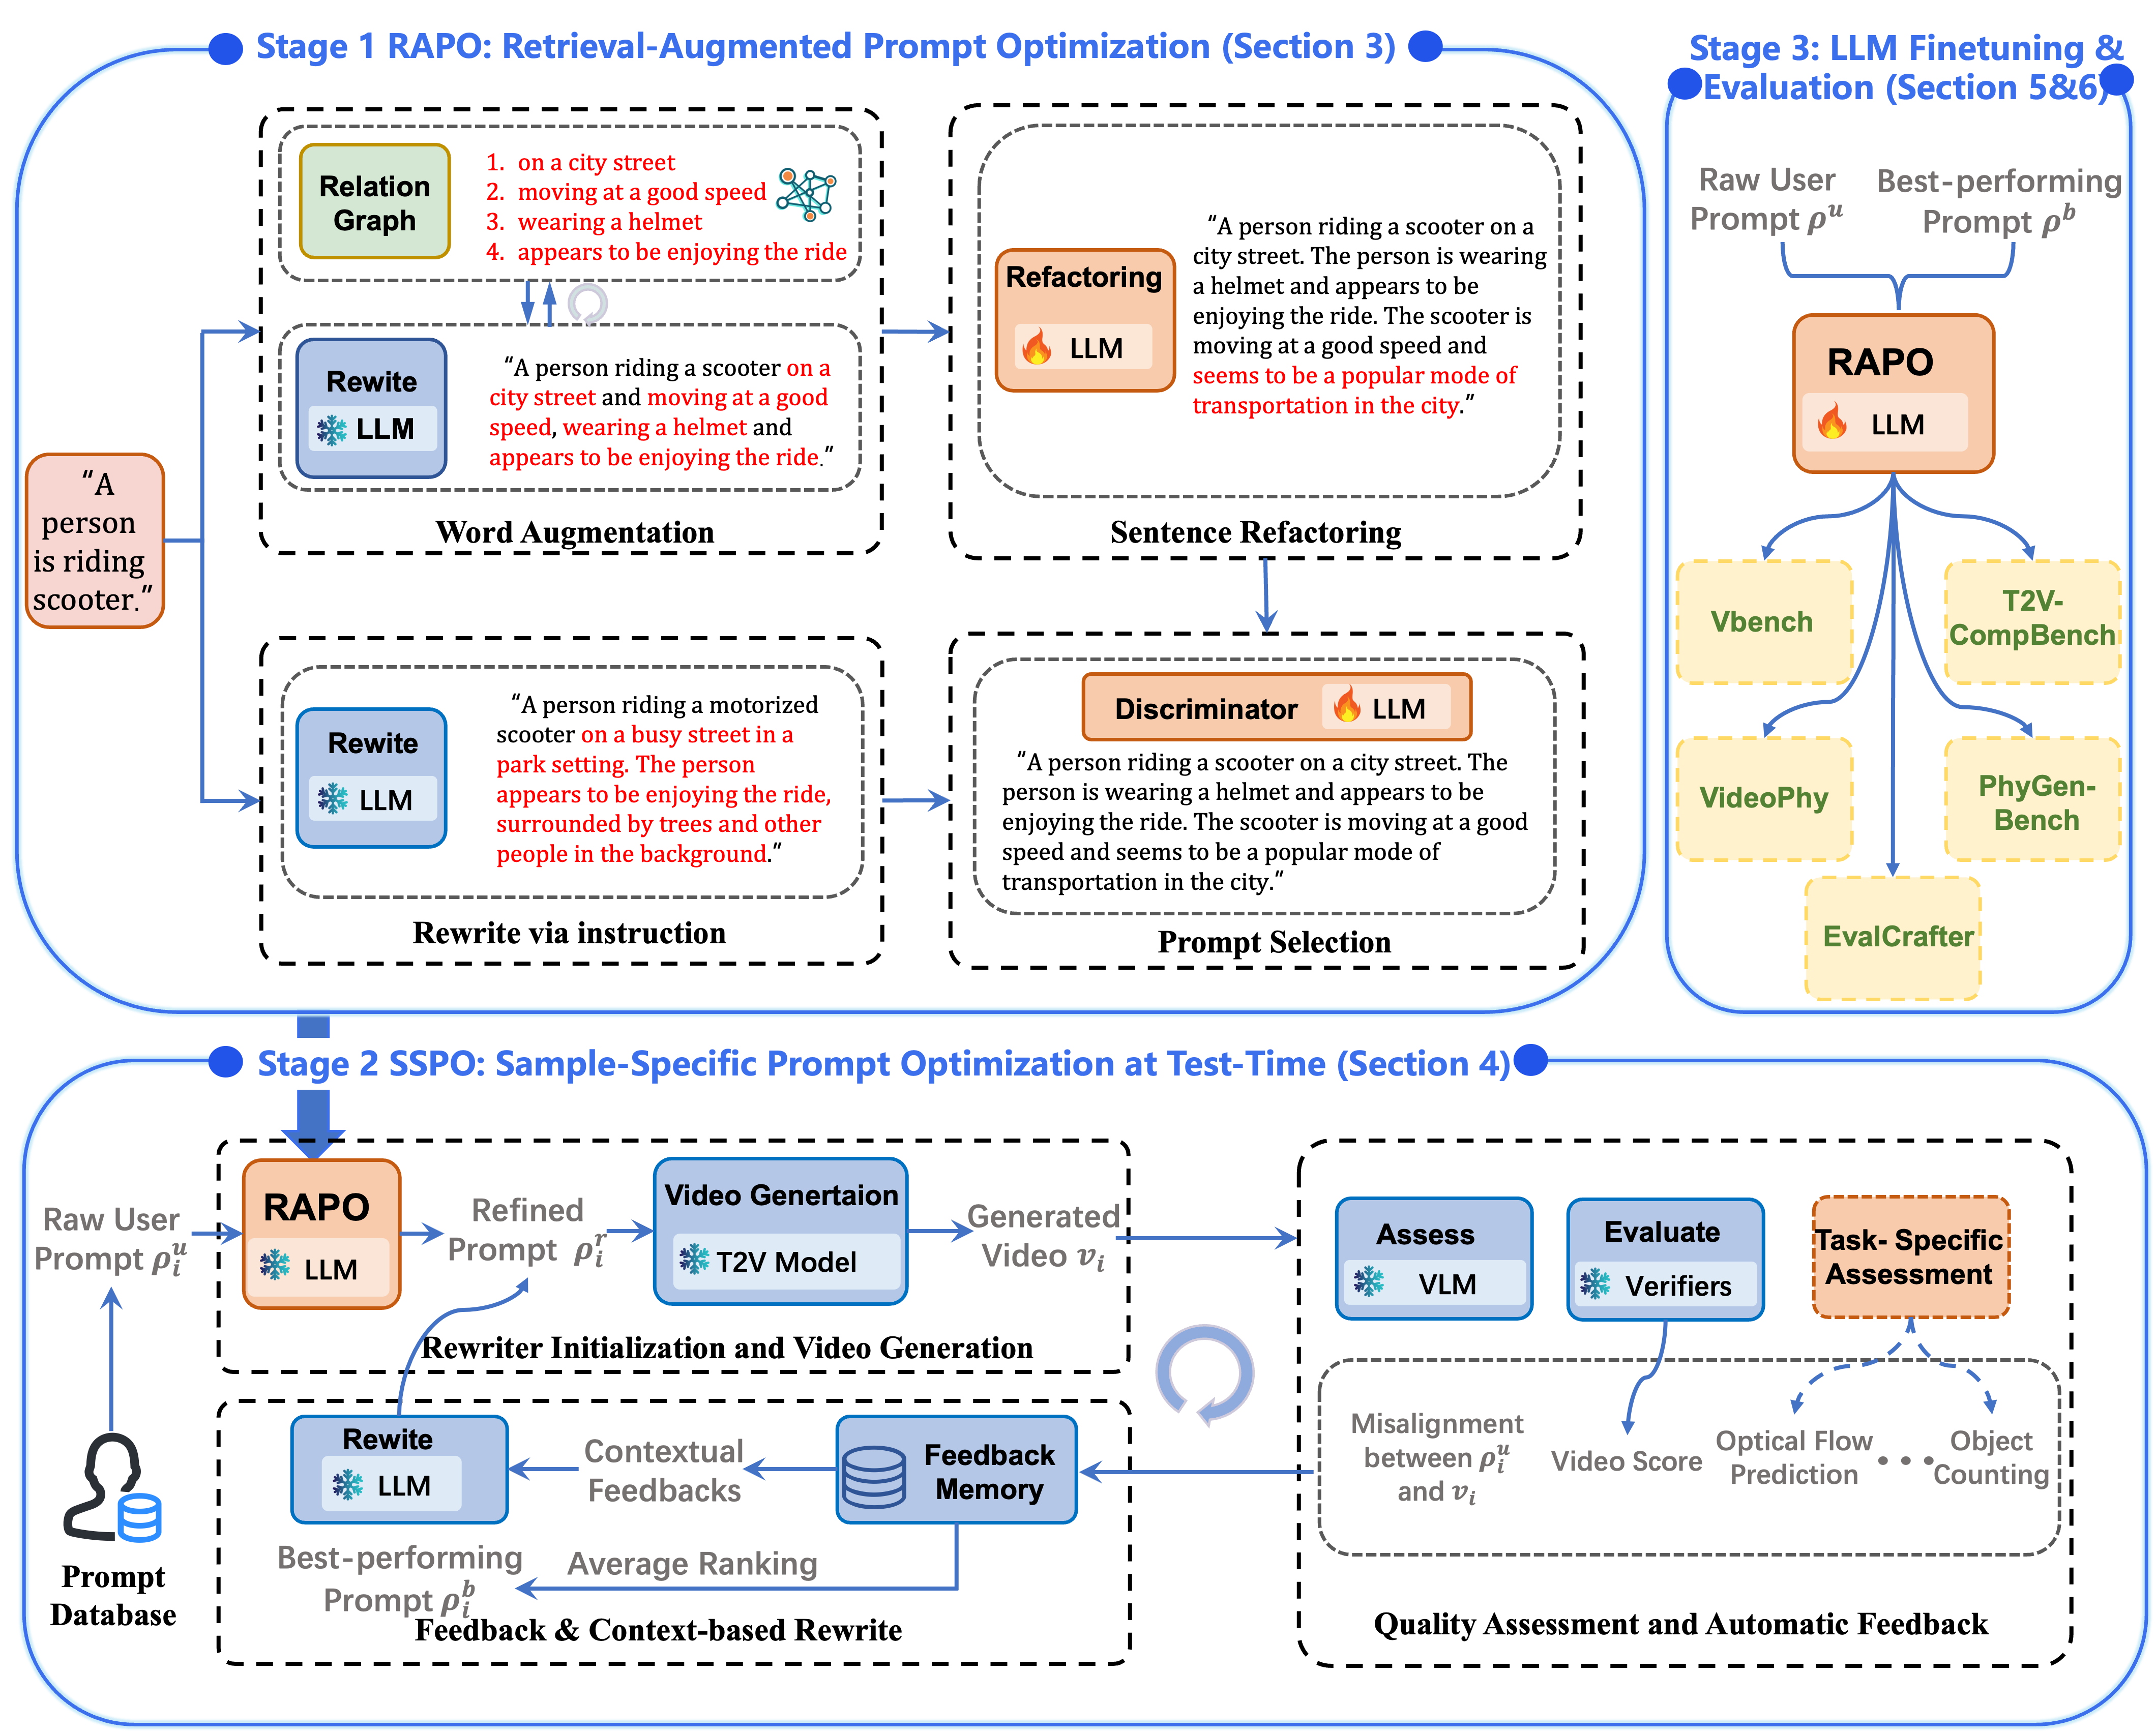 Stage 1 RAPO: Retrieval-Augmented Prompt Optimization (Section 3)
“A
person
is riding
scooter.”
Relation
Graph
1. on a city street
2. moving at a good speed
3. wearing a helmet
4. appears to be enjoying the ride
Rewite
LLM
“A person riding a scooter on a
city street and moving at a good
speed, wearing a helmet and
appears to be enjoying the ride.”
Word Augmentation
Refactoring
LLM
“A person riding a scooter on a
city street. The person is wearing
a helmet and appears to be
enjoying the ride. The scooter is
moving at a good speed and
seems to be a popular mode of
transportation in the city.”
Sentence Refactoring
Rewite
LLM
“A person riding a motorized
scooter on a busy street in a
park setting. The person
appears to be enjoying the ride,
surrounded by trees and other
people in the background.”
Rewrite via instruction
Discriminator LLM
“A person riding a scooter on a city street. The
person is wearing a helmet and appears to be
enjoying the ride. The scooter is moving at a good
speed and seems to be a popular mode of
transportation in the city.”
Prompt Selection
Stage 3: LLM Finetuning &
Evaluation (Section 5&6)
Raw User
Prompt ρ^u
Best-performing
Prompt ρ^b
RAPO
LLM
Vbench
T2V-
CompBench
VideoPhy
PhyGen-
Bench
EvalCrafter
Stage 2 SSPO: Sample-Specific Prompt Optimization at Test-Time (Section 4)
Raw User
Prompt ρ_i^u
Prompt
Database
RAPO
LLM
Refined
Prompt ρ_i^r
Video Genertaion
T2V Model
Generated
Video v_i
Rewriter Initialization and Video Generation
Rewite
LLM
Contextual
Feedbacks
Feedback
Memory
Average Ranking
Best-performing
Prompt ρ_i^b
Feedback & Context-based Rewrite
Assess
VLM
Evaluate
Verifiers
Task- Specific
Assessment
Misalignment
between ρ_i^u
and v_i
Video Score
Optical Flow
Prediction
•••
Object
Counting
Quality Assessment and Automatic Feedback